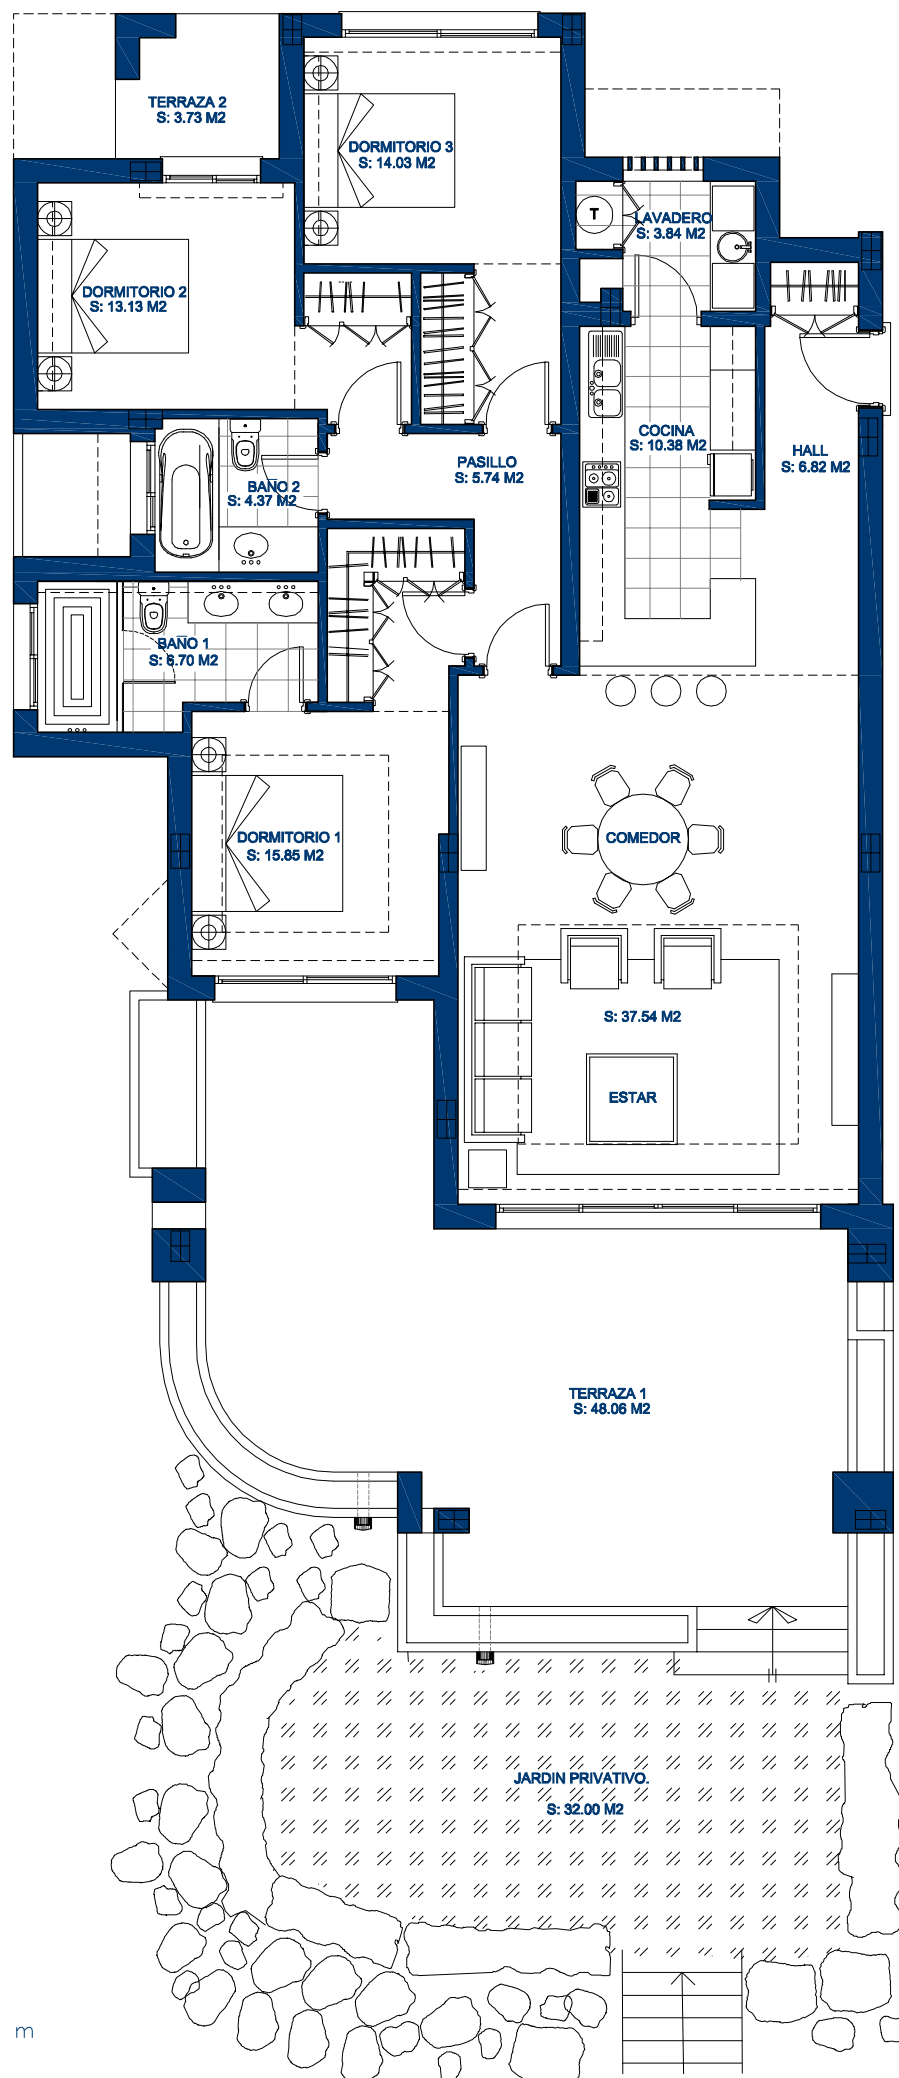 TERRAZA 2
S: 3.73 M2
DORMITORIO 3
S: 14.03 M2
T
LAVADERO
S: 3.84 M2
DORMITORIO 2
S: 13.13 M2
COCINA
S: 10.38 M2
HALL
S: 6.82 M2
PASILLO
S: 5.74 M2
BAÑO 2
S: 4.37 M2
BAÑO 1
S: 6.70 M2
DORMITORIO 1
S: 15.85 M2
COMEDOR
S: 37.54 M2
ESTAR
TERRAZA 1
S: 48.06 M2
JARDIN PRIVATIVO.
S: 32.00 M2
m